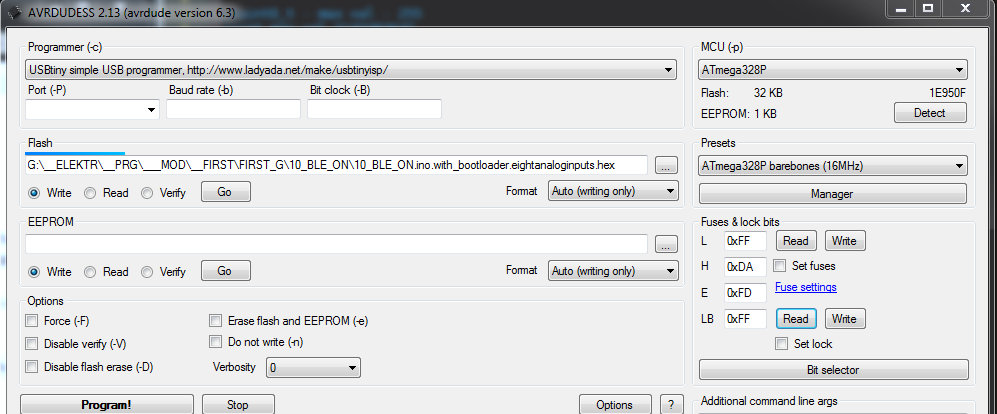 AVRDUDESS 2.13 (avrdude version 6.3)
Programmer (-c)
USBtiny simple USB programmer, http://www.ladyada.net/make/usbtinyisp/
Port (-P)
Baud rate (-b)
Bit clock (-B)
MCU (-p)
ATmega328P
Flash: 32 KB 1E950F
EEPROM: 1 KB Detect
Flash
G:\__ELEKTR\__PRG\___MOD\__FIRST\FIRST_G\10_BLE_ON\10_BLE_ON.ino.with_bootloader.eightanaloginputs.hex ...
Write Read Verify Go Format Auto (writing only)
Presets
ATmega328P barebones (16MHz)
Manager
EEPROM
...
Write Read Verify Go Format Auto (writing only)
Fuses & lock bits
L 0xFF Read Write
H 0xDA Set fuses
E 0xFD Fuse settings
LB 0xFF Read Write
Set lock
Bit selector
Options
Force (-F) Erase flash and EEPROM (-e)
Disable verify (-V) Do not write (-n)
Disable flash erase (-D) Verbosity 0
Program! Stop Options ?
Additional command line args